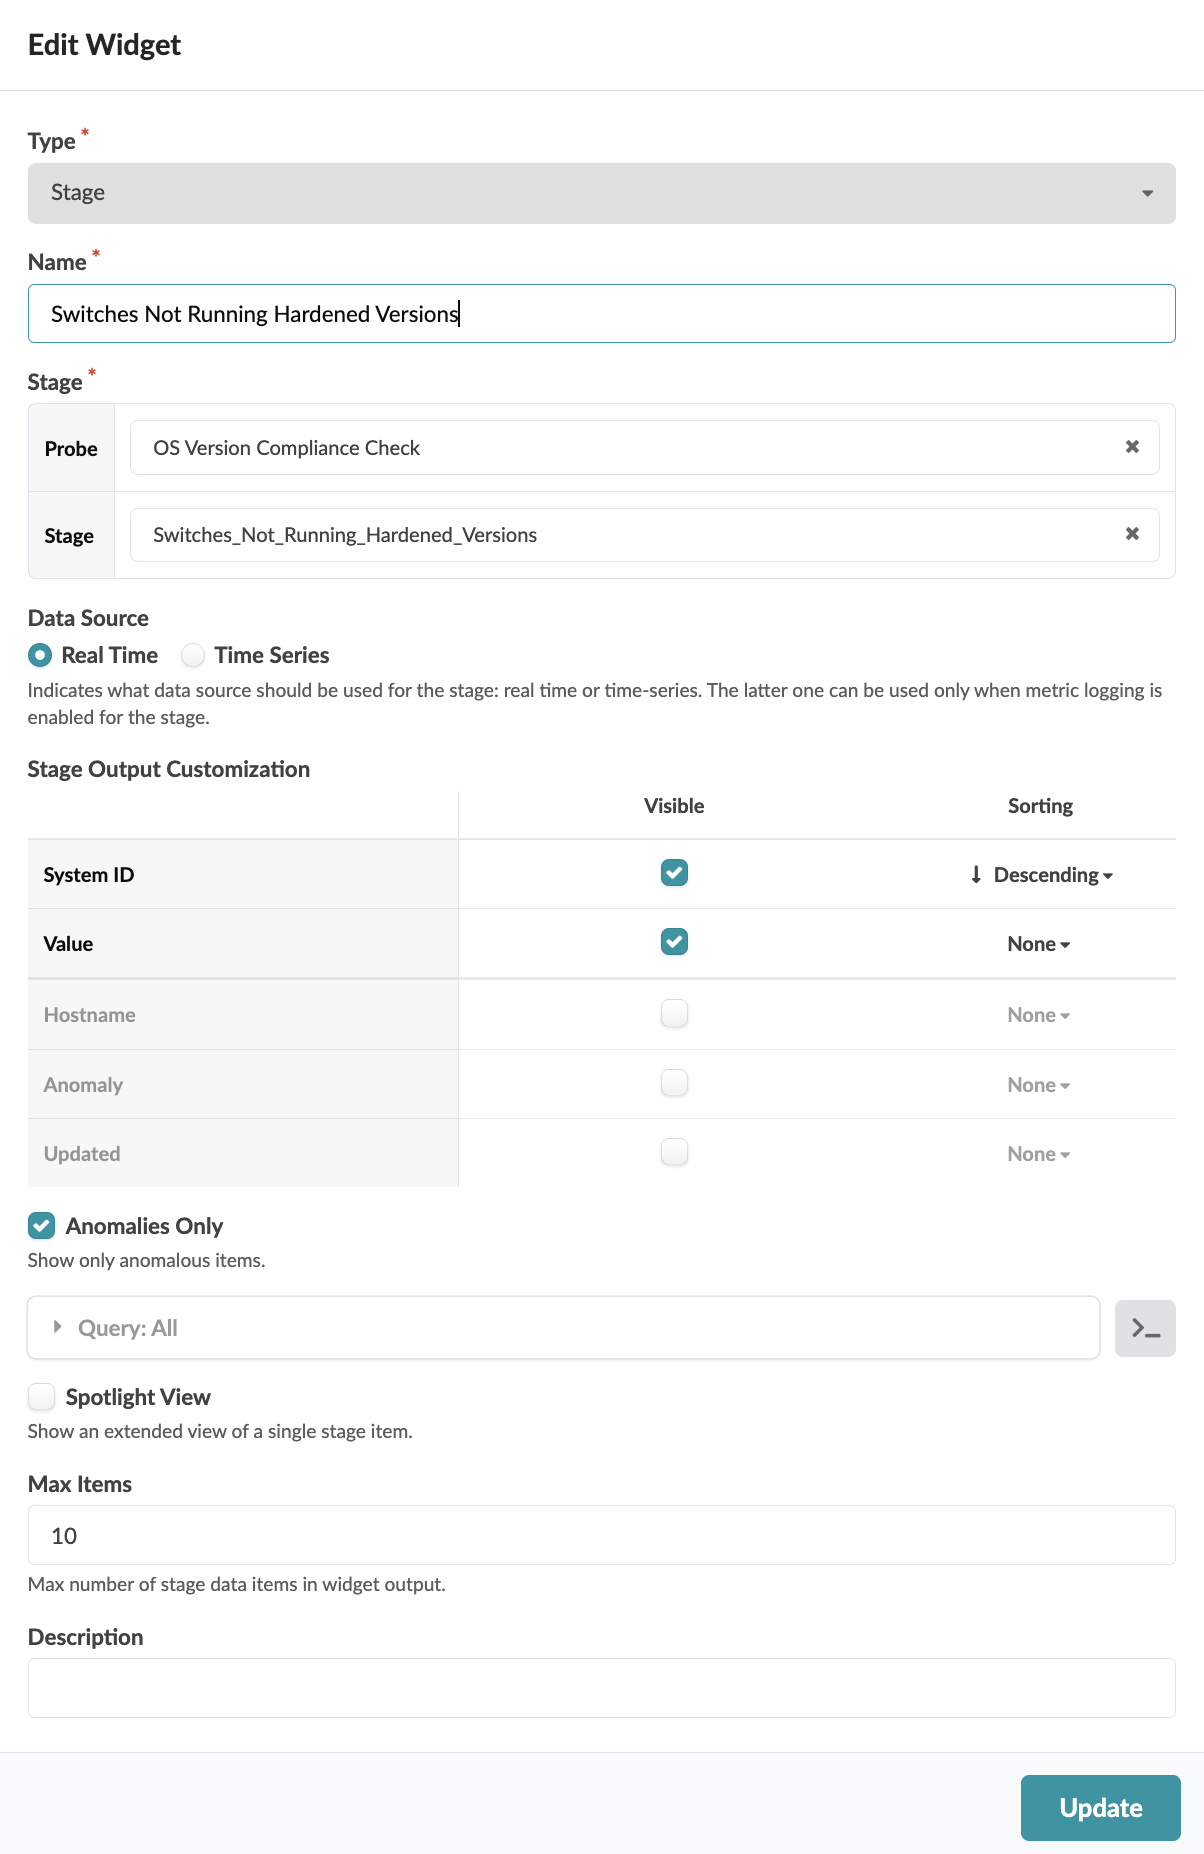 Edit Widget
Type *
Stage
Name *
Switches Not Running Hardened Versions
Stage *
Probe OS Version Compliance Check
Stage Switches_Not_Running_Hardened_Versions
Data Source
Real Time Time Series
Indicates what data source should be used for the stage: real time or time-series. The latter one can be used only when metric logging is
enabled for the stage.
Stage Output Customization
Visible Sorting
System ID Descending
Value None
Hostname None
Anomaly None
Updated None
Anomalies Only
Show only anomalous items.
Query: All
Spotlight View
Show an extended view of a single stage item.
Max Items
10
Max number of stage data items in widget output.
Description
Update